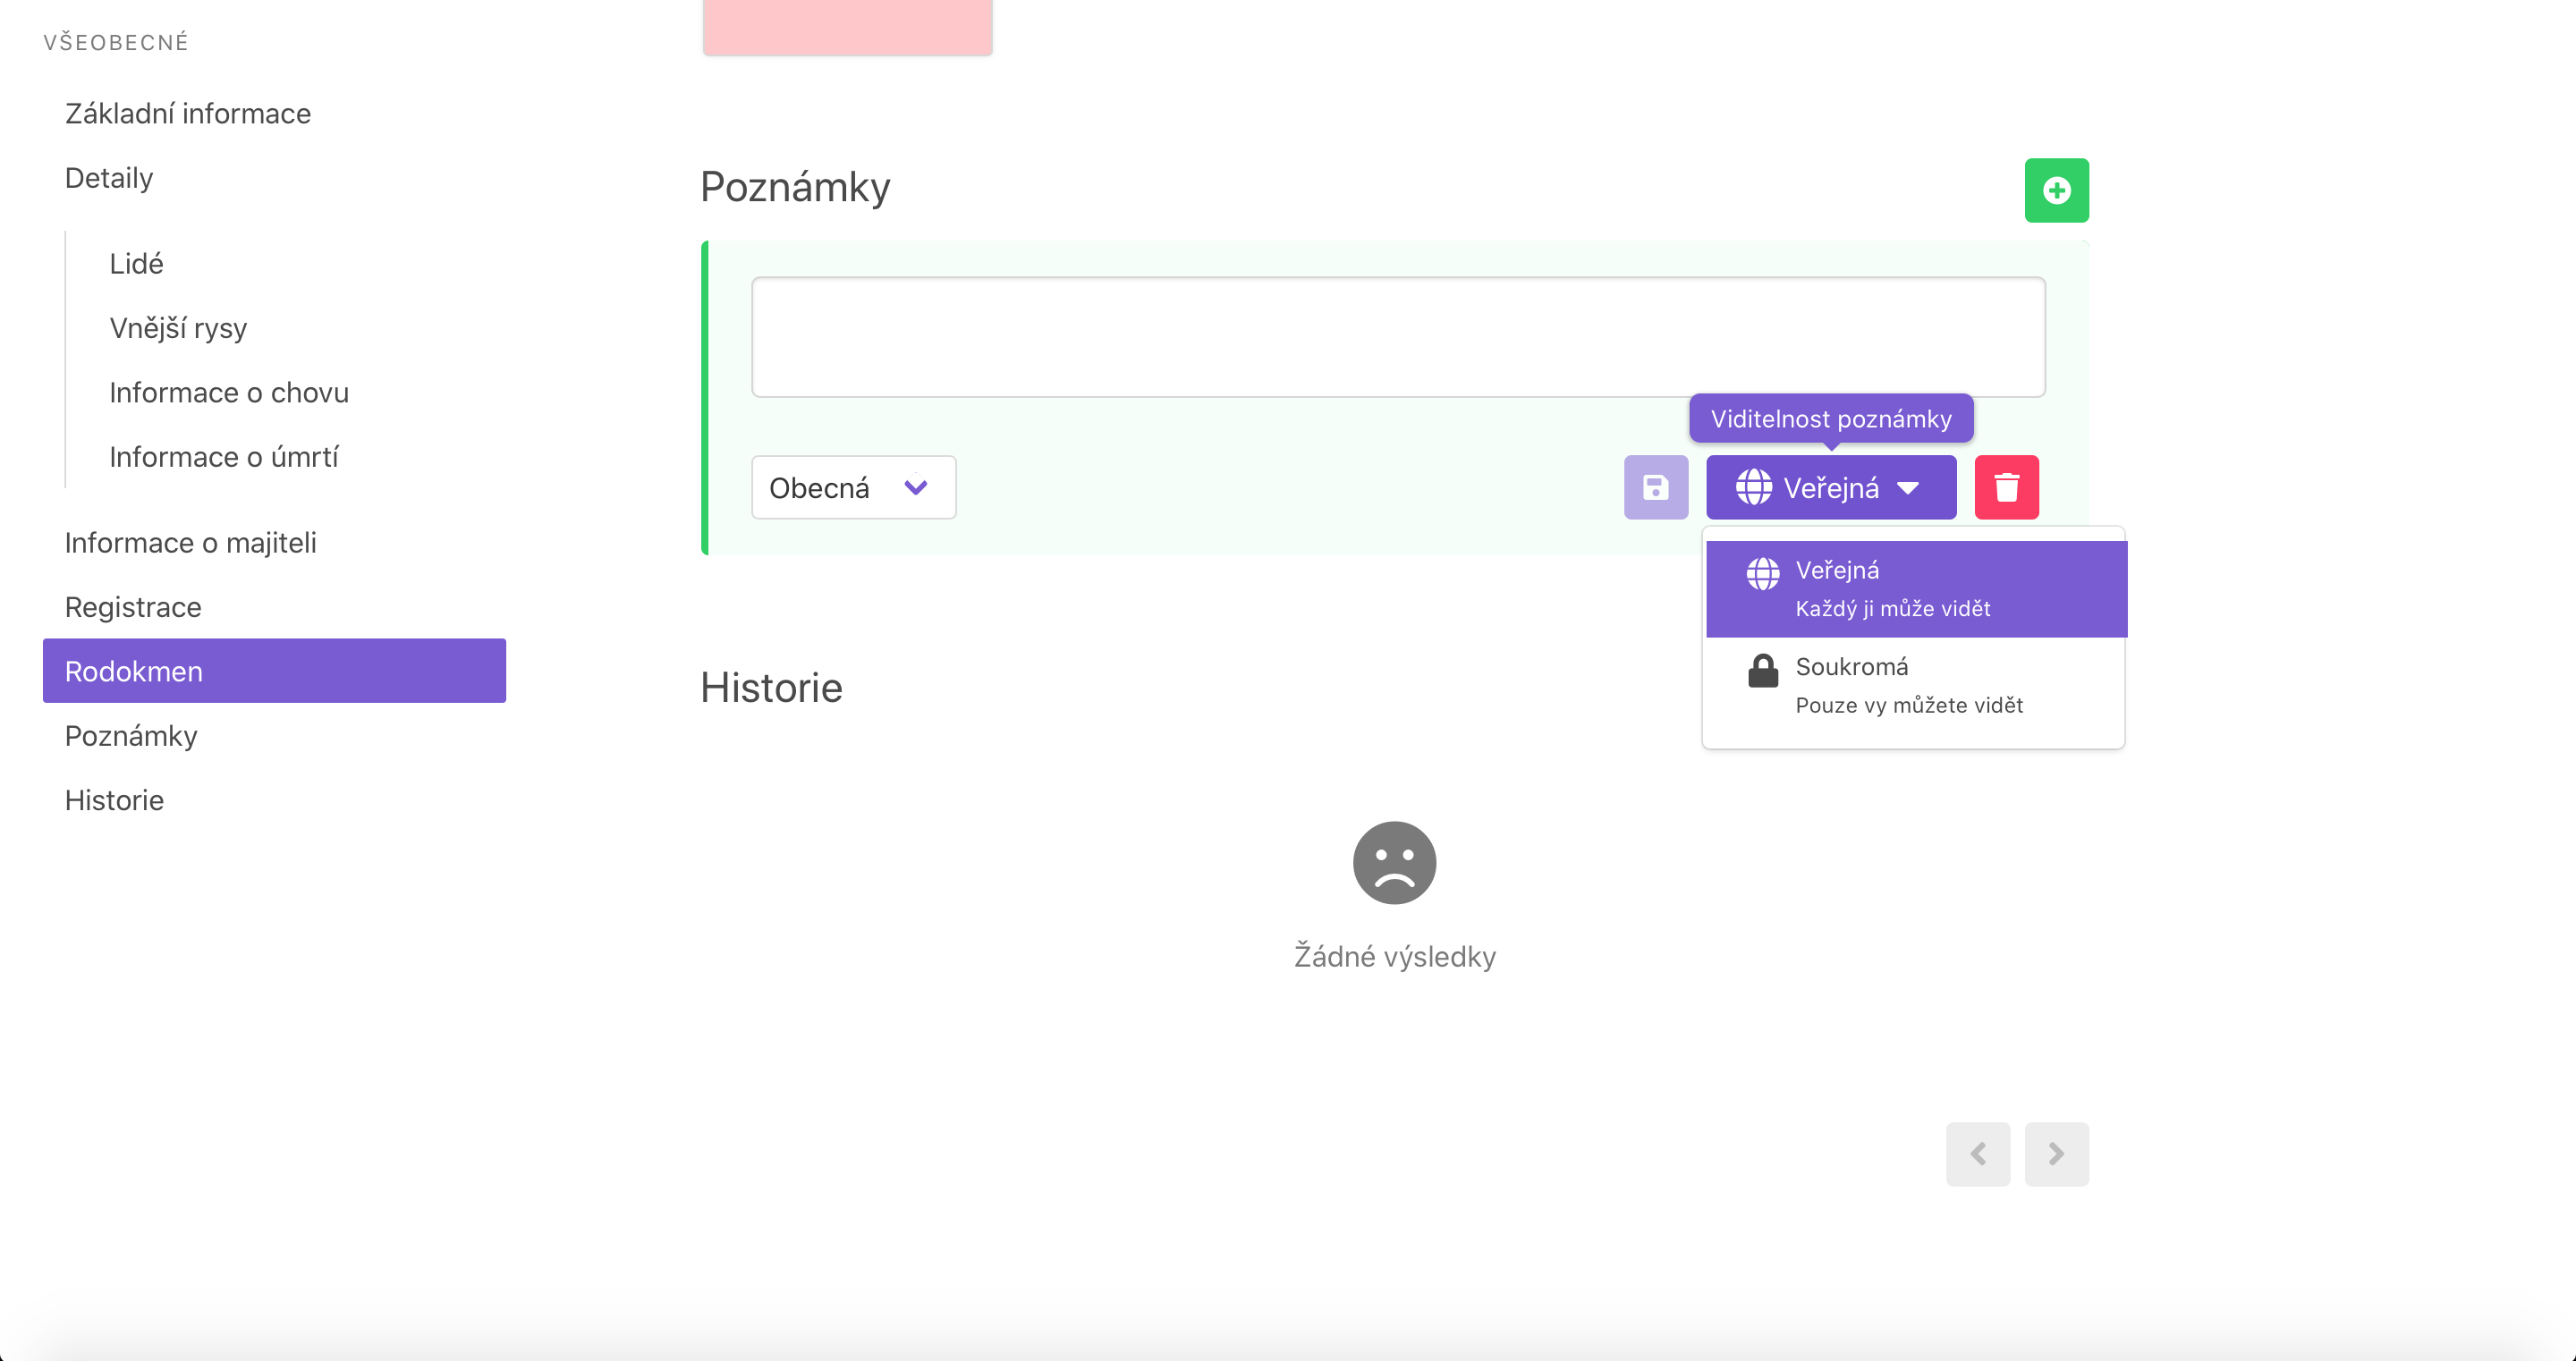 VŠEOBECNÉ
Základní informace
Detaily
Lidé
Vnější rysy
Informace o chovu
Informace o úmrtí
Informace o majiteli
Registrace
Rodokmen
Poznámky
Historie
Poznámky
Viditelnost poznámky
Obecná
Veřejná
Veřejná
Každý ji může vidět
Soukromá
Pouze vy můžete vidět
Historie
Žádné výsledky